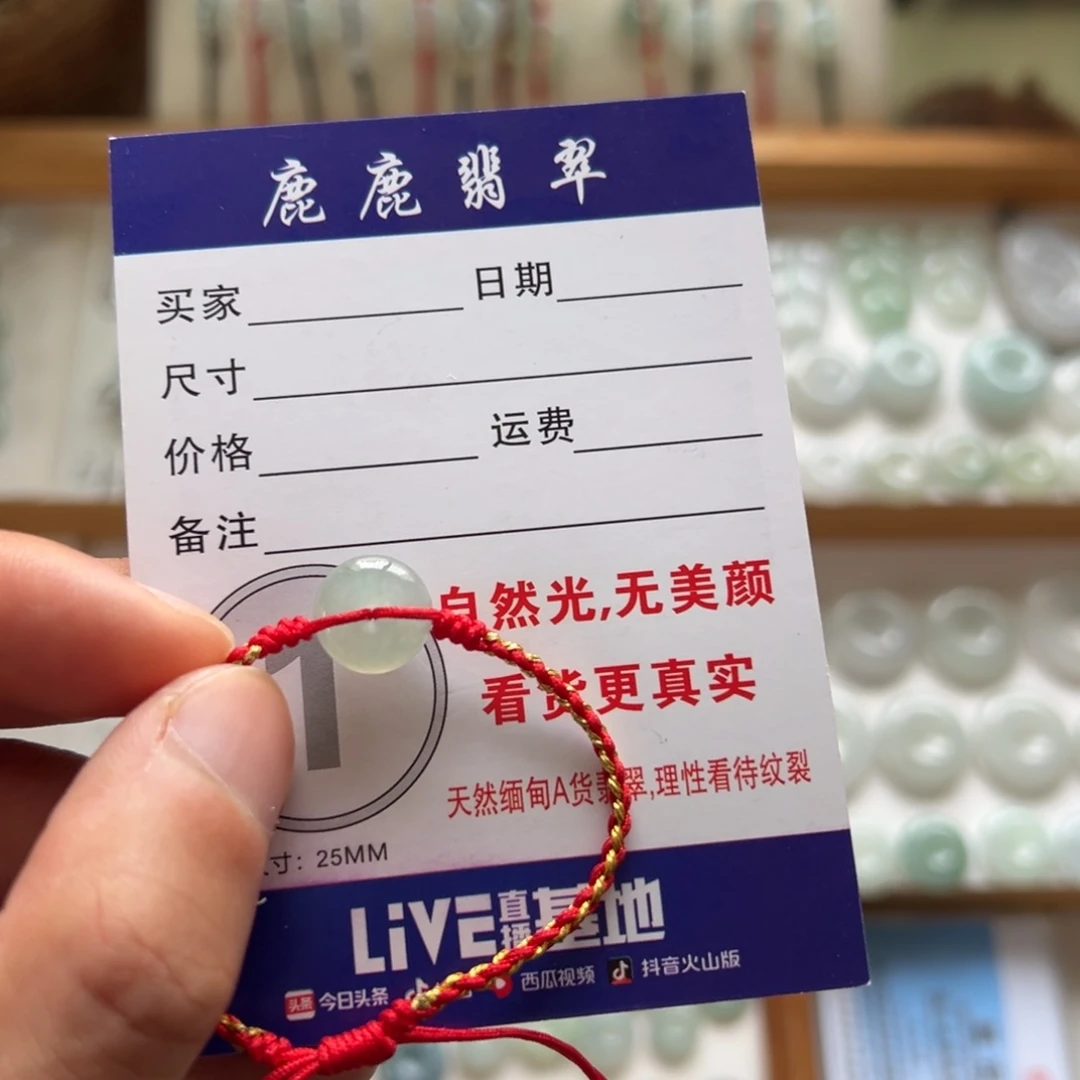 鹿鹿翡翠
买家 日期
尺寸
价格 运费
备注
自然光,无美颜
1
看货更真实
天然缅甸A货翡翠,理性看待纹裂
寸：25MM
LiVE直播基地
头条 今日头条 西瓜视频 抖音火山版